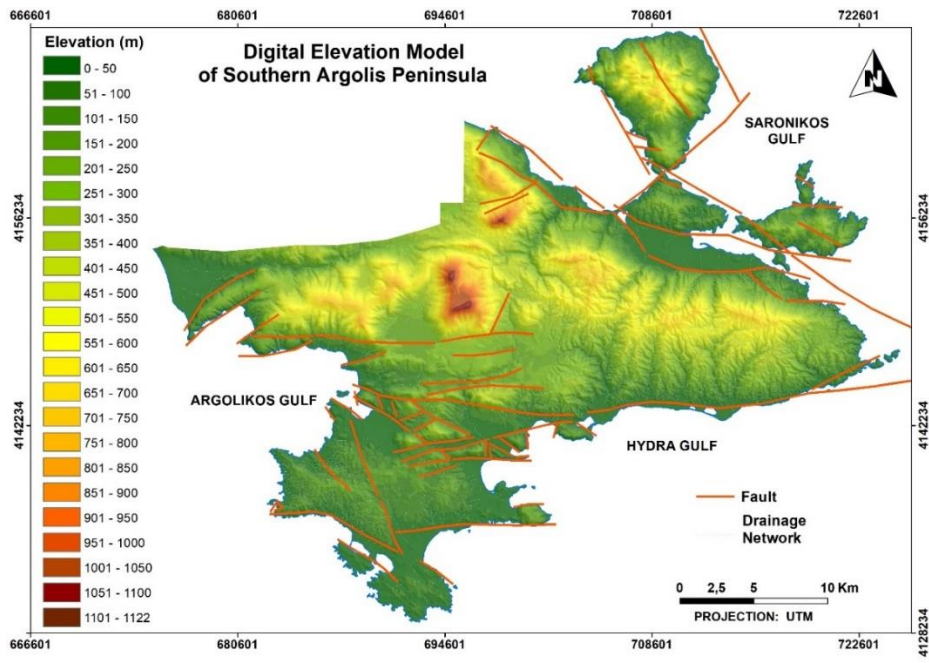 666601 680601 694601 708601 722601
Elevation (m)
0 - 50
51 - 100
101 - 150
151 - 200
201 - 250
251 - 300
301 - 350
351 - 400
401 - 450
451 - 500
501 - 550
551 - 600
601 - 650
651 - 700
701 - 750
751 - 800
801 - 850
851 - 900
901 - 950
951 - 1000
1001 - 1050
1051 - 1100
1101 - 1122
Digital Elevation Model
of Southern Argolis Peninsula
N
SARONIKOS
GULF
4156234
4156234
ARGOLIKOS GULF
HYDRA GULF
4142234
4142234
Fault
Drainage
Network
0 2,5 5 10 Km
PROJECTION: UTM
4128234
666601 680601 694601 708601 722601